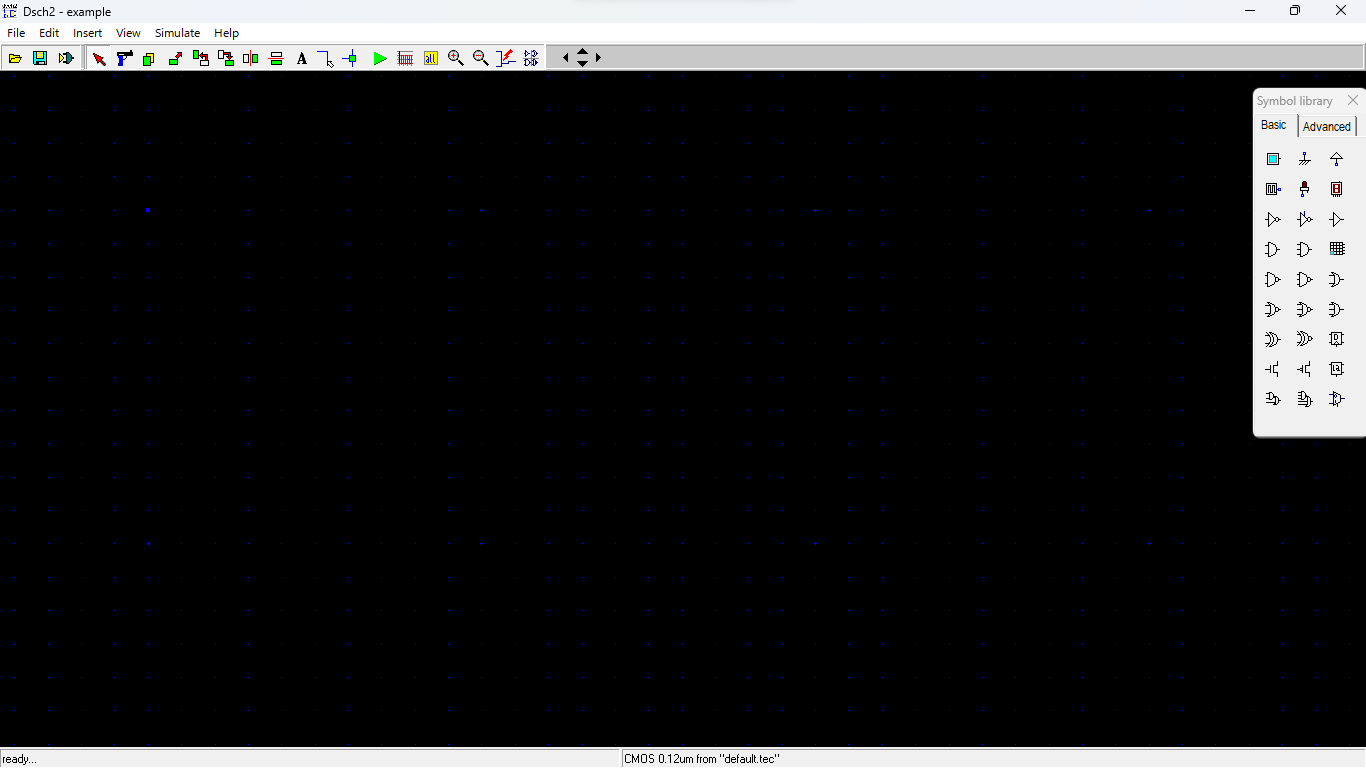 Dsch2 - example
File Edit Insert View Simulate Help
A
Symbol library
Basic Advanced
ready...
CMOS 0.12um from "default.tec"